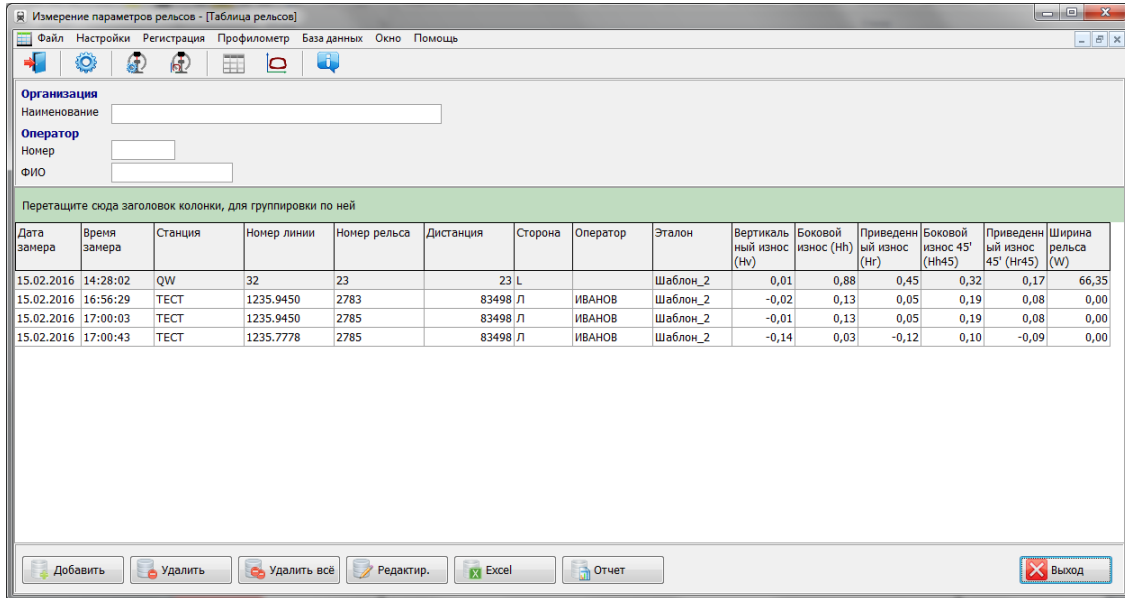 Измерение параметров рельсов - [Таблица рельсов]
Файл Настройки Регистрация Профилометр База данных Окно Помощь
Организация
Наименование
Оператор
Номер
ФИО
Перетащите сюда заголовок колонки, для группировки по ней
Дата замера Время замера Станция Номер линии Номер рельса Дистанция Сторона Оператор Эталон Вертикаль ный износ (Hv) Боковой износ (Hh) Приведенн ый износ (Hr) Боковой износ 45' (Hh45) Приведенн ый износ 45' (Hr45) Ширина рельса (W)
15.02.2016 14:28:02 QW 32 23 23 L Шаблон_2 0,01 0,88 0,45 0,32 0,17 66,35
15.02.2016 16:56:29 ТЕСТ 1235.9450 2783 83498 Л ИВАНОВ Шаблон_2 -0,02 0,13 0,05 0,19 0,08 0,00
15.02.2016 17:00:03 ТЕСТ 1235.9450 2785 83498 Л ИВАНОВ Шаблон_2 -0,01 0,13 0,05 0,19 0,08 0,00
15.02.2016 17:00:43 ТЕСТ 1235.7778 2785 83498 Л ИВАНОВ Шаблон_2 -0,14 0,03 -0,12 0,10 -0,09 0,00
Добавить Удалить Удалить всё Редактир. Excel Отчет Выход